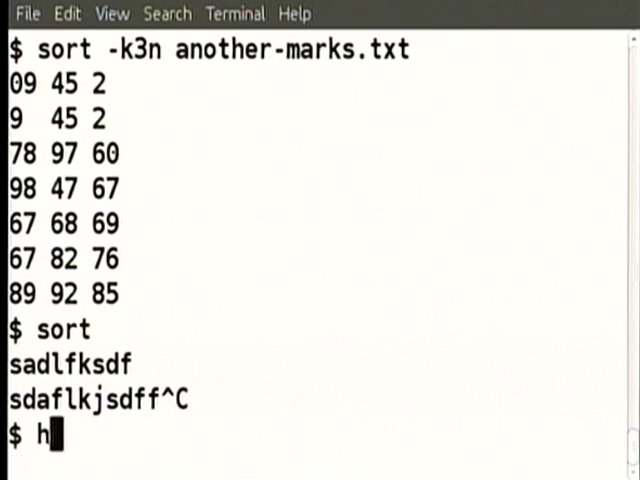 File Edit View Search Terminal Help
$ sort -k3n another-marks.txt
09 45 2
9  45 2
78 97 60
98 47 67
67 68 69
67 82 76
89 92 85
$ sort
sadlfksdf
sdaflkjsdff^C
$ h